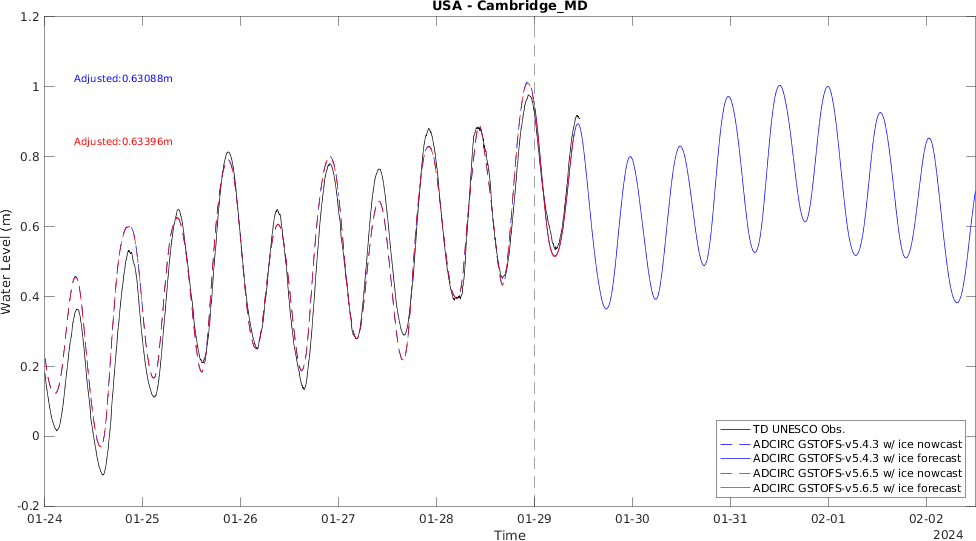 USA - Cambridge_MD
1.2
1
0.8
0.6
0.4
0.2
0
-0.2
Water Level (m)
Adjusted:0.63088m
Adjusted:0.63396m
TD UNESCO Obs.
ADCIRC GSTOFS-v5.4.3 w/ ice nowcast
ADCIRC GSTOFS-v5.4.3 w/ ice forecast
ADCIRC GSTOFS-v5.6.5 w/ ice nowcast
ADCIRC GSTOFS-v5.6.5 w/ ice forecast
01-24 01-25 01-26 01-27 01-28 01-29 01-30 01-31 02-01 02-02
Time
2024